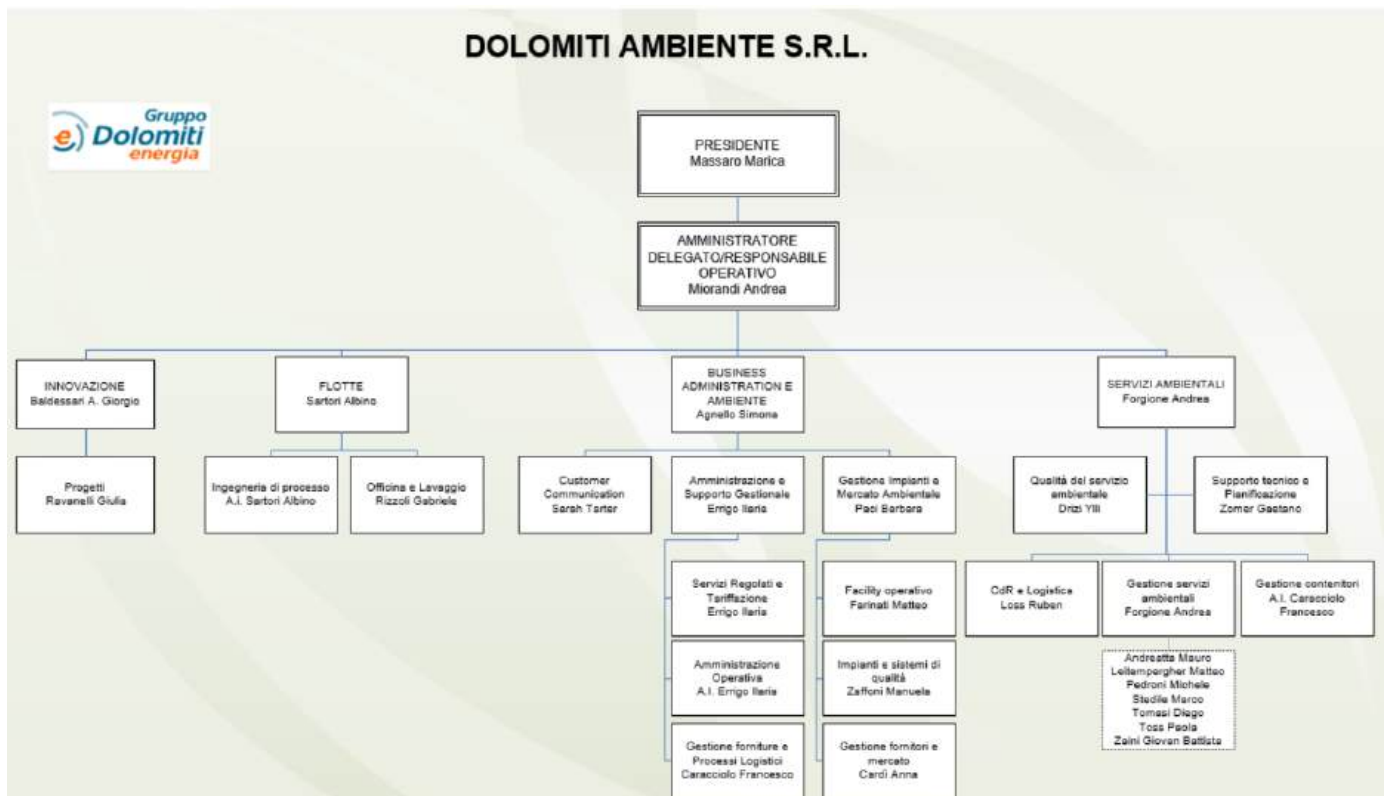 DOLOMITI AMBIENTE S.R.L.
Gruppo
e Dolomiti
energia
PRESIDENTE
Massaro Marica
AMMINISTRATORE
DELEGATO/RESPONSABILE
OPERATIVO
Miorandi Andrea
INNOVAZIONE
Baldessari A. Giorgio
FLOTTE
Sartori Albino
BUSINESS
ADMINISTRATION E
AMBIENTE
Agnello Simona
SERVIZI AMBIENTALI
Forgione Andrea
Progetti
Ravanelli Giulia
Ingegneria di processo
A.i. Sartori Albino
Officina e Lavaggio
Rizzoli Gabriele
Customer
Communication
Sarah Tarter
Amministrazione e
Supporto Gestionale
Errigo Ilaria
Gestione Impianti e
Mercato Ambientale
Paci Barbara
Qualità del servizio
ambientale
Drizi Ylli
Supporto tecnico e
Pianificazione
Zomer Gaetano
Servizi Regolati e
Tariffazione
Errigo Ilaria
Facility operativo
Farinati Matteo
CdR e Logistica
Loss Ruben
Gestione servizi
ambientali
Forgione Andrea
Gestione contenitori
A.I. Caracciolo
Francesco
Amministrazione
Operativa
A.I. Errigo Ilaria
Impianti e sistemi di
qualità
Zaffoni Manuela
Andreatta Mauro
Leitempergher Matteo
Pedroni Michele
Stedile Marco
Tomasi Diego
Toss Paola
Zeini Giovan Battista
Gestione forniture e
Processi Logistici
Caracciolo Francesco
Gestione fornitori e
mercato
Cardì Anna